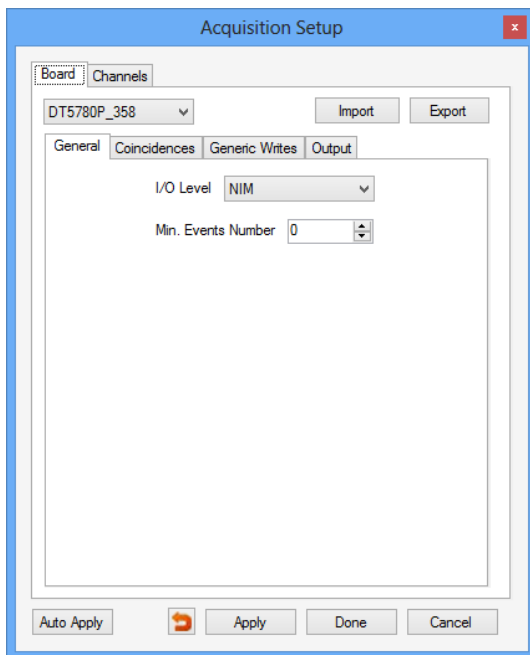 Acquisition Setup
x
Board Channels
DT5780P_358 Import Export
General Coincidences Generic Writes Output
I/O Level NIM
Min. Events Number 0
Auto Apply Apply Done Cancel